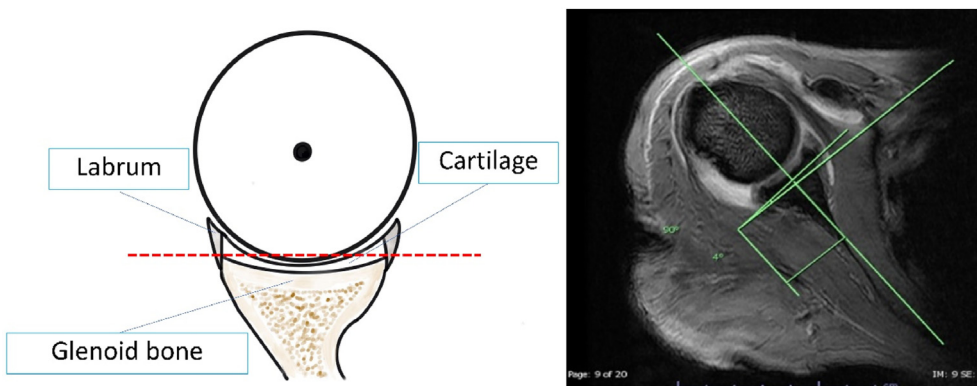 Labrum
Cartilage
Glenoid bone
90°
4°
Page: 9 of 20
IM: 9 SE: